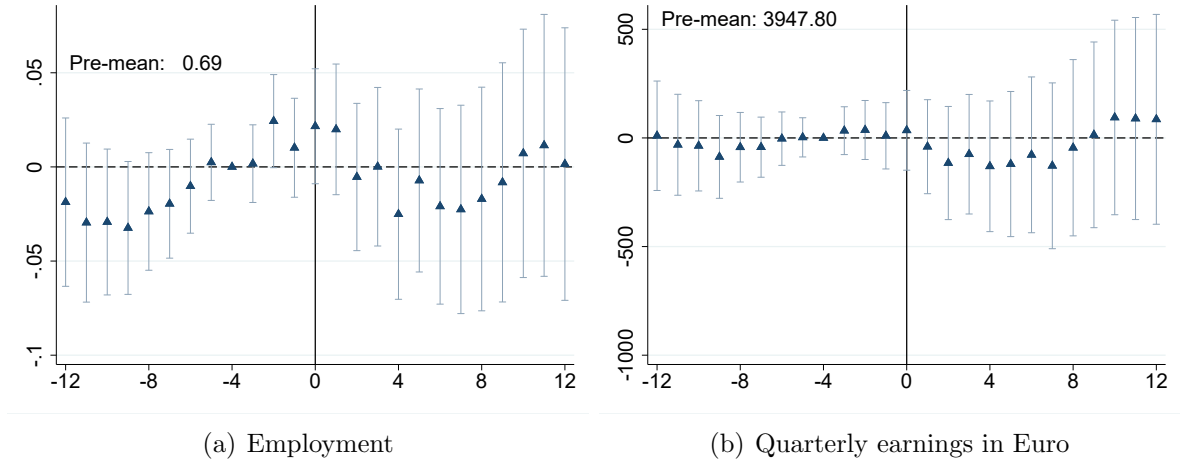 Pre-mean: 0.69
.05
0
-.05
-.1
-12 -8 -4 0 4 8 12
(a) Employment
Pre-mean: 3947.80
500
0
-500
-1000
-12 -8 -4 0 4 8 12
(b) Quarterly earnings in Euro